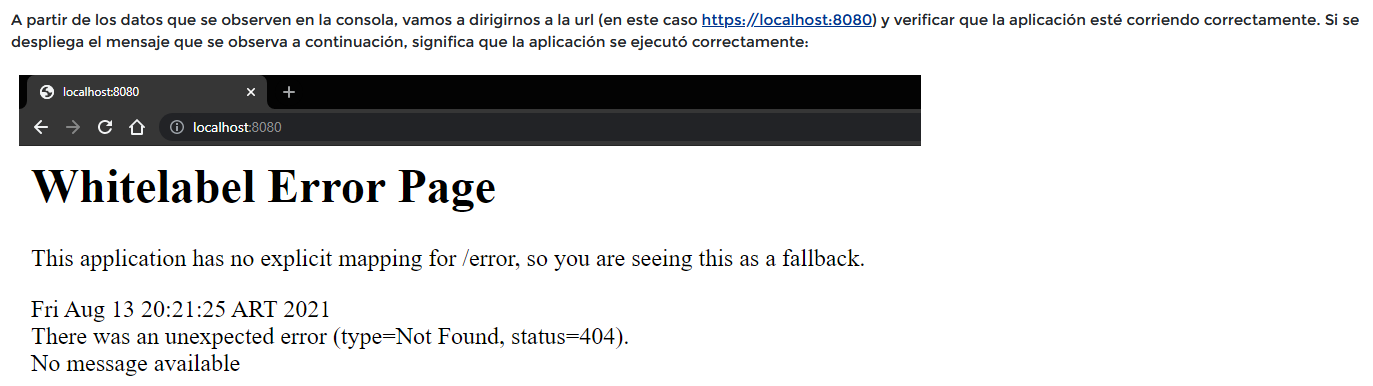 A partir de los datos que se observen en la consola, vamos a dirigirnos a la url (en este caso https://localhost:8080) y verificar que la aplicación esté corriendo correctamente. Si se
despliega el mensaje que se observa a continuación, significa que la aplicación se ejecutó correctamente:
localhost:8080
localhost:8080
Whitelabel Error Page
This application has no explicit mapping for /error, so you are seeing this as a fallback.
Fri Aug 13 20:21:25 ART 2021
There was an unexpected error (type=Not Found, status=404).
No message available